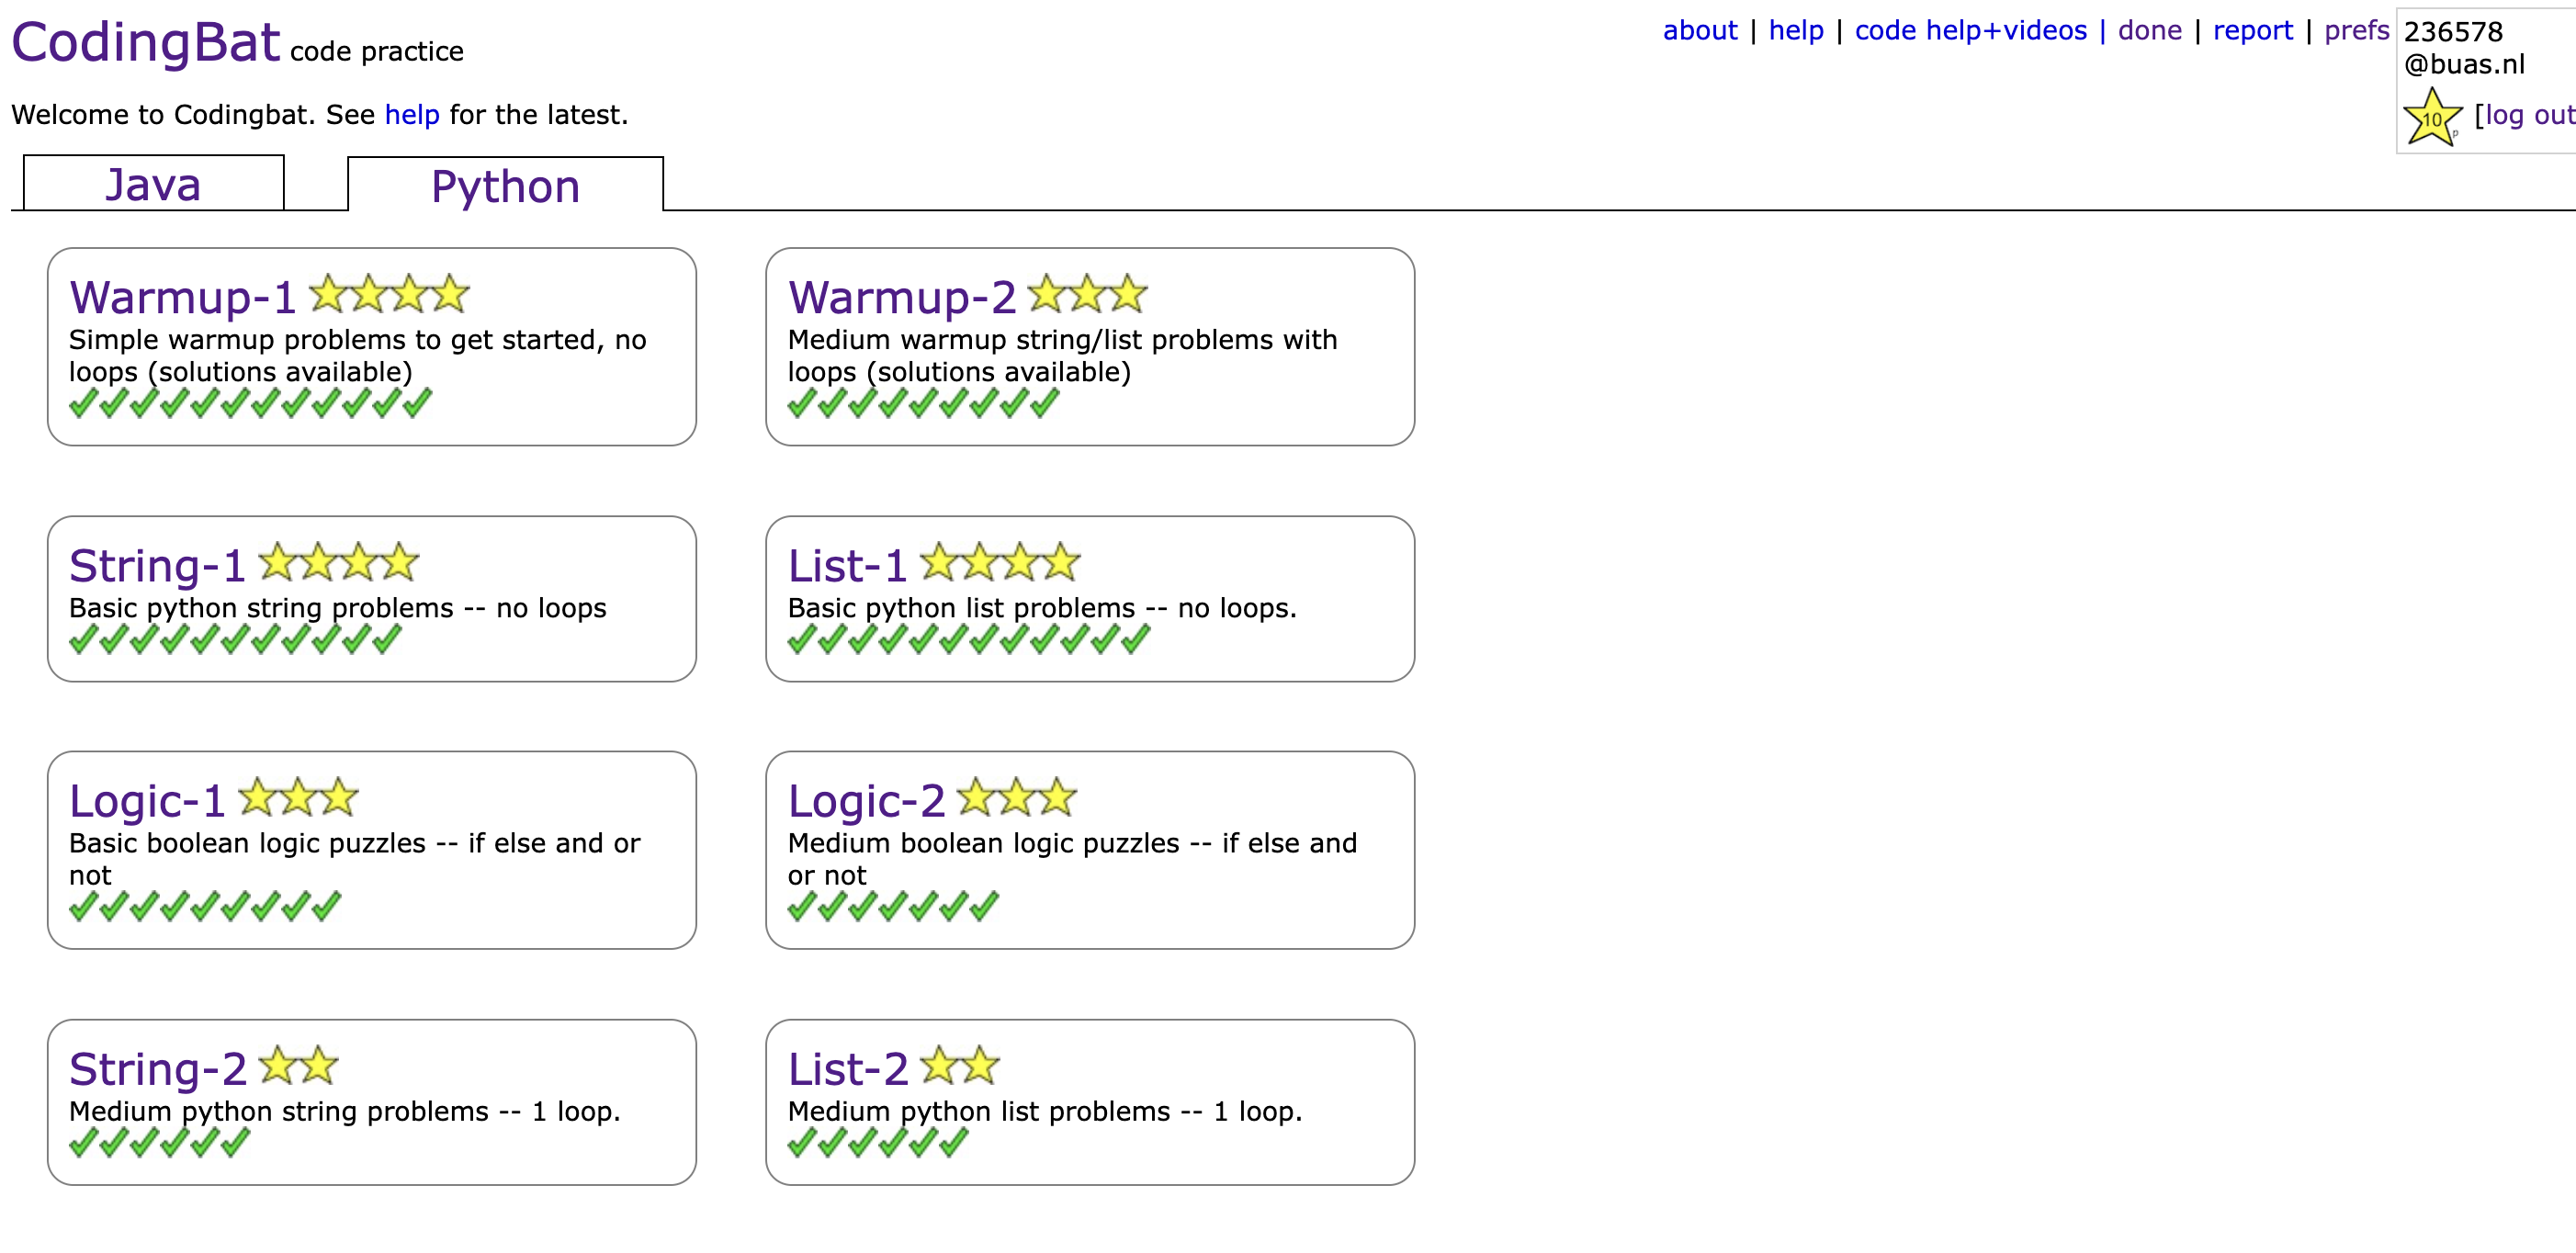 CodingBat code practice
about | help | code help+videos | done | report | prefs
236578
@buas.nl
10 p [log out
Welcome to Codingbat. See help for the latest.
Java
Python
Warmup-1
Simple warmup problems to get started, no
loops (solutions available)
Warmup-2
Medium warmup string/list problems with
loops (solutions available)
String-1
Basic python string problems -- no loops
List-1
Basic python list problems -- no loops.
Logic-1
Basic boolean logic puzzles -- if else and or
not
Logic-2
Medium boolean logic puzzles -- if else and
or not
String-2
Medium python string problems -- 1 loop.
List-2
Medium python list problems -- 1 loop.